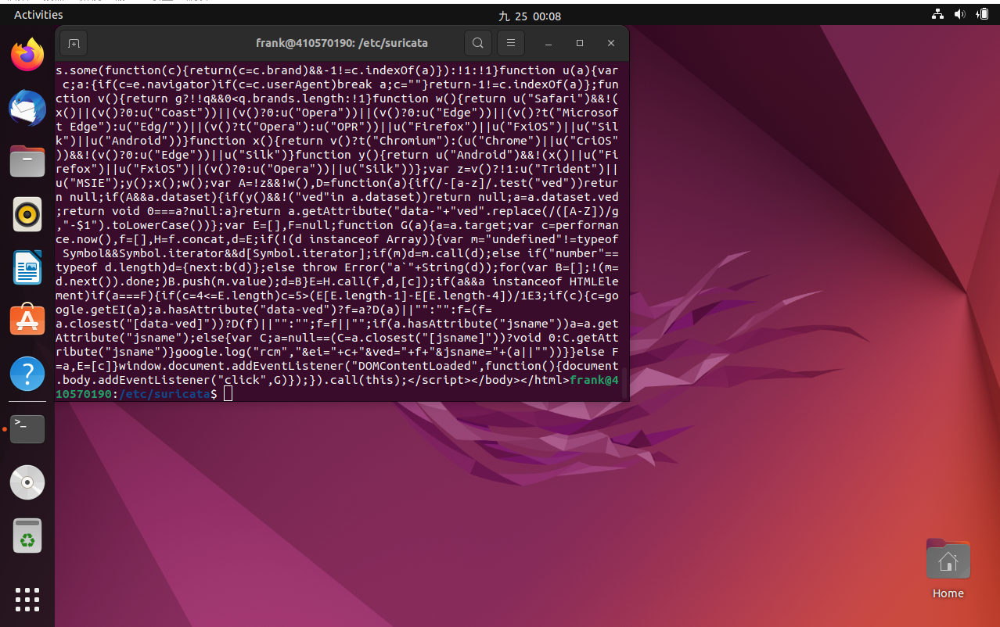 Activities
九 25 00:08
frank@410570190: /etc/suricata
s.some(function(c){return(c=c.brand)&&-1!=c.indexOf(a)}):!1:!1}function u(a){var
 c;a:{if(c=e.navigator)if(c=c.userAgent)break a;c=""}return-1!=c.indexOf(a)};fun
ction v(){return g?!!q&&0<q.brands.length:!1}function w(){return u("Safari")&&!(
x()||(v()?0:u("Coast"))||(v()?0:u("Opera"))||(v()?0:u("Edge"))||(v()?t("Microsof
t Edge"):u("Edg/"))||(v()?t("Opera"):u("OPR"))||u("Firefox")||u("FxiOS")||u("Sil
k")||u("Android"))}function x(){return v()?t("Chromium"):(u("Chrome")||u("CriOS"
))&&!(v()?0:u("Edge"))||u("Silk")}function y(){return u("Android")&&!(x()||u("Fi
refox")||u("FxiOS")||(v()?0:u("Opera"))||u("Silk"))};var z=v()?!1:u("Trident")||
u("MSIE");y();x();w();var A=!z&&!w(),D=function(a){if(/-[a-z]/.test("ved"))retur
n null;if(A&&a.dataset){if(y()&&!("ved"in a.dataset))return null;a=a.dataset.ved
;return void 0===a?null:a}return a.getAttribute("data-"+"ved".replace(/([A-Z])/g
,"-$1").toLowerCase())};var E=[],F=null;function G(a){a=a.target;var c=performa
nce.now(),f=[],H=f.concat,d=E;if(!(d instanceof Array)){var m="undefined"!=typeof
 Symbol&&Symbol.iterator&&d[Symbol.iterator];if(m)d=m.call(d);else if("number"==
typeof d.length)d={next:b(d)};else throw Error("a`"+String(d));for(var B=[];!(m=
d.next()).done;)B.push(m.value);d=B}E=H.call(f,d,[c]);if(a&&a instanceof HTMLEle
ment)if(a===F){if(c=4<=E.length)c=5>(E[E.length-1]-E[E.length-4])/1E3;if(c){c=go
ogle.getEI(a);a.hasAttribute("data-ved")?f=a?D(a)||"":"":f=(f=
a.closest("[data-ved]"))?D(f)||"":"";f=f||"";if(a.hasAttribute("jsname"))a=a.get
Attribute("jsname");else{var C;a=null==(C=a.closest("[jsname]"))?void 0:C.getAtt
ribute("jsname")}google.log("rcm","&ei="+c+"&ved="+f+"&jsname="+(a||""))}}else F
=a,E=[c]}window.document.addEventListener("DOMContentLoaded",function(){document
.body.addEventListener("click",G)});}).call(this);</script></body></html>frank@4
10570190:/etc/suricata$
Home